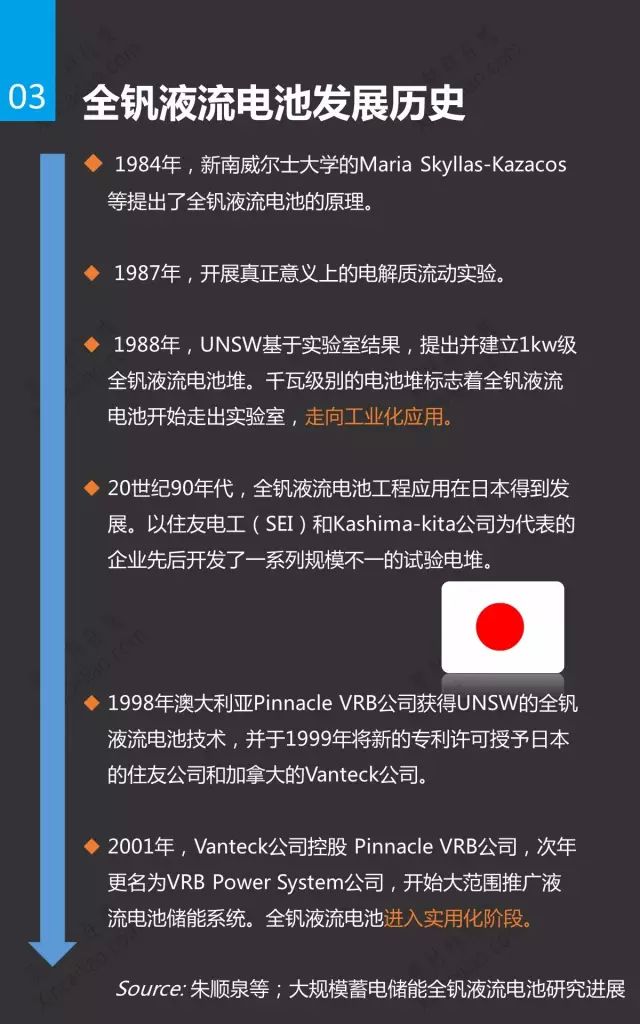 03
全钒液流电池发展历史
1984年，新南威尔士大学的Maria Skyllas-Kazacos
等提出了全钒液流电池的原理。
1987年，开展真正意义上的电解质流动实验。
1988年，UNSW基于实验室结果，提出并建立1kw级
全钒液流电池堆。千瓦级别的电池堆标志着全钒液流
电池开始走出实验室，走向工业化应用。
20世纪90年代，全钒液流电池工程应用在日本得到发
展。以住友电工（SEI）和Kashima-kita公司为代表的
企业先后开发了一系列规模不一的试验电堆。
1998年澳大利亚Pinnacle VRB公司获得UNSW的全钒
液流电池技术，并于1999年将新的专利许可授予日本
的住友公司和加拿大的Vanteck公司。
2001年，Vanteck公司控股 Pinnacle VRB公司，次年
更名为VRB Power System公司，开始大范围推广液
流电池储能系统。全钒液流电池进入实用化阶段。
Source: 朱顺泉等；大规模蓄电储能全钒液流电池研究进展